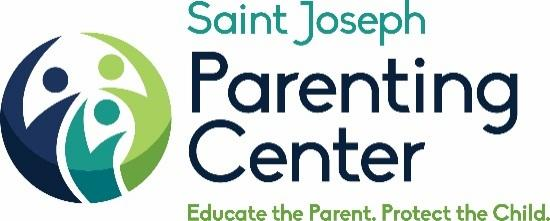 Saint Joseph
Parenting
Center
Educate the Parent. Protect the Child.